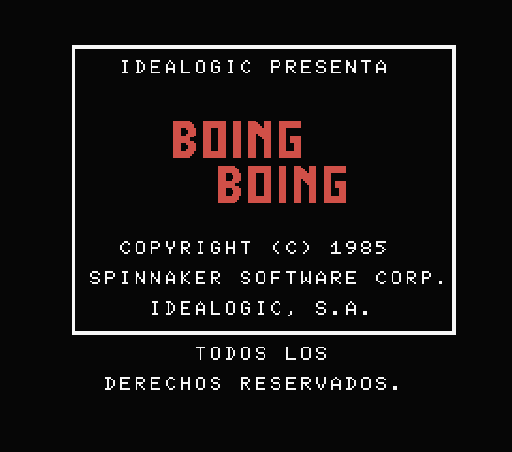 IDEALOGIC PRESENTA
BOING
BOING
COPYRIGHT (C) 1985
SPINNAKER SOFTWARE CORP.
IDEALOGIC, S.A.
TODOS LOS
DERECHOS RESERVADOS.